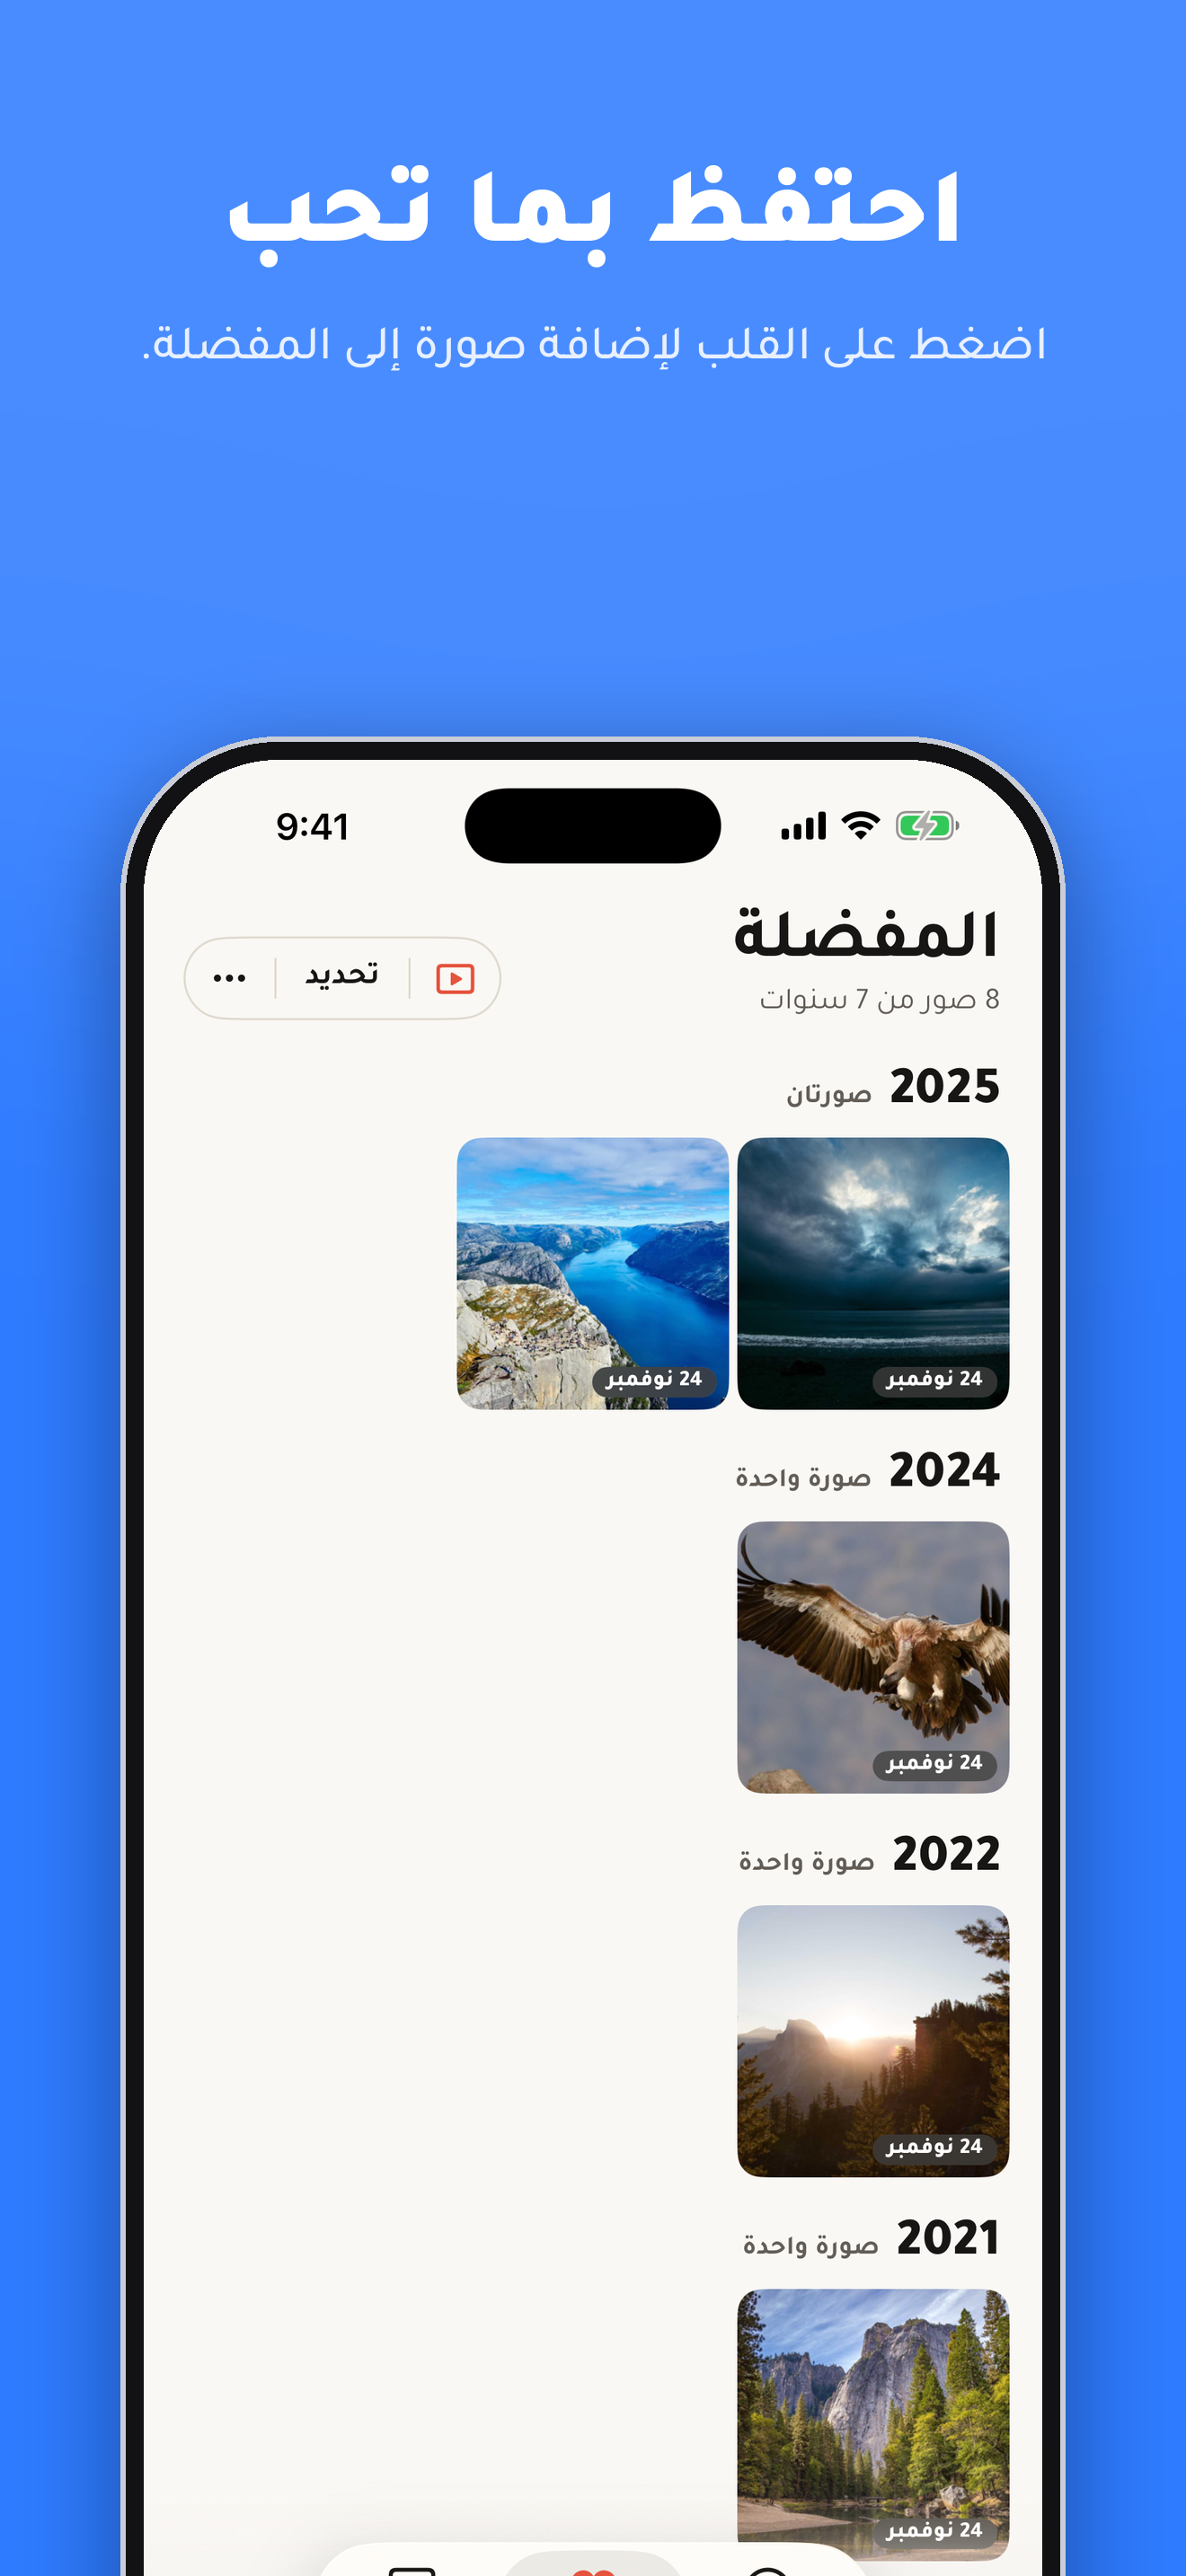 احتفظ بما تحب
اضغط على القلب لإضافة صورة إلى المفضلة.
9:41
المفضلة
8 صور من 7 سنوات
تحديد
2025 صورتان
24 نوفمبر
24 نوفمبر
2024 صورة واحدة
24 نوفمبر
2022 صورة واحدة
24 نوفمبر
2021 صورة واحدة
24 نوفمبر